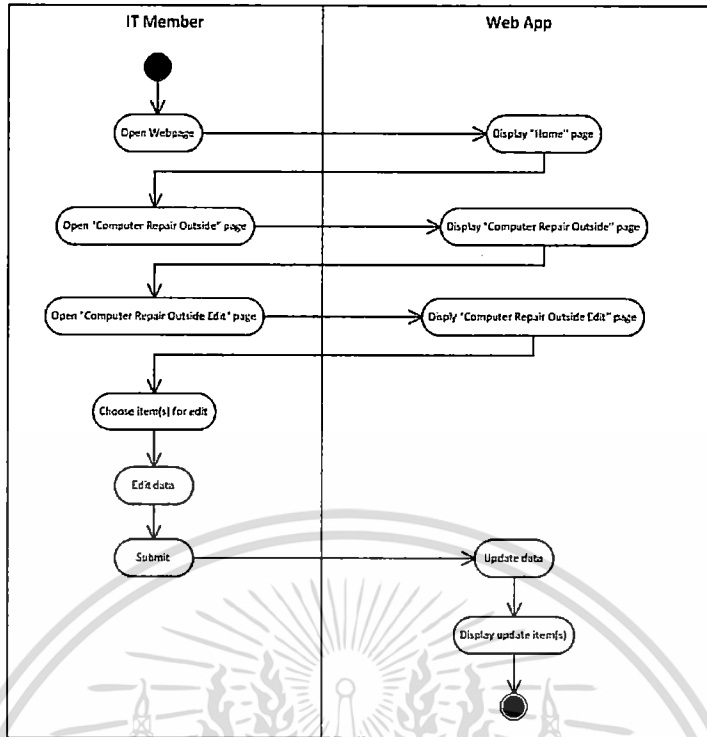 IT Member
Web App
Open Webpage
Display "Home" page
Open "Computer Repair Outside" page
Display "Computer Repair Outside" page
Open "Computer Repair Outside Edit" page
Disply "Computer Repair Outside Edit" page
Choose item(s) for edit
Edit data
Submit
Update data
Display update item(s)